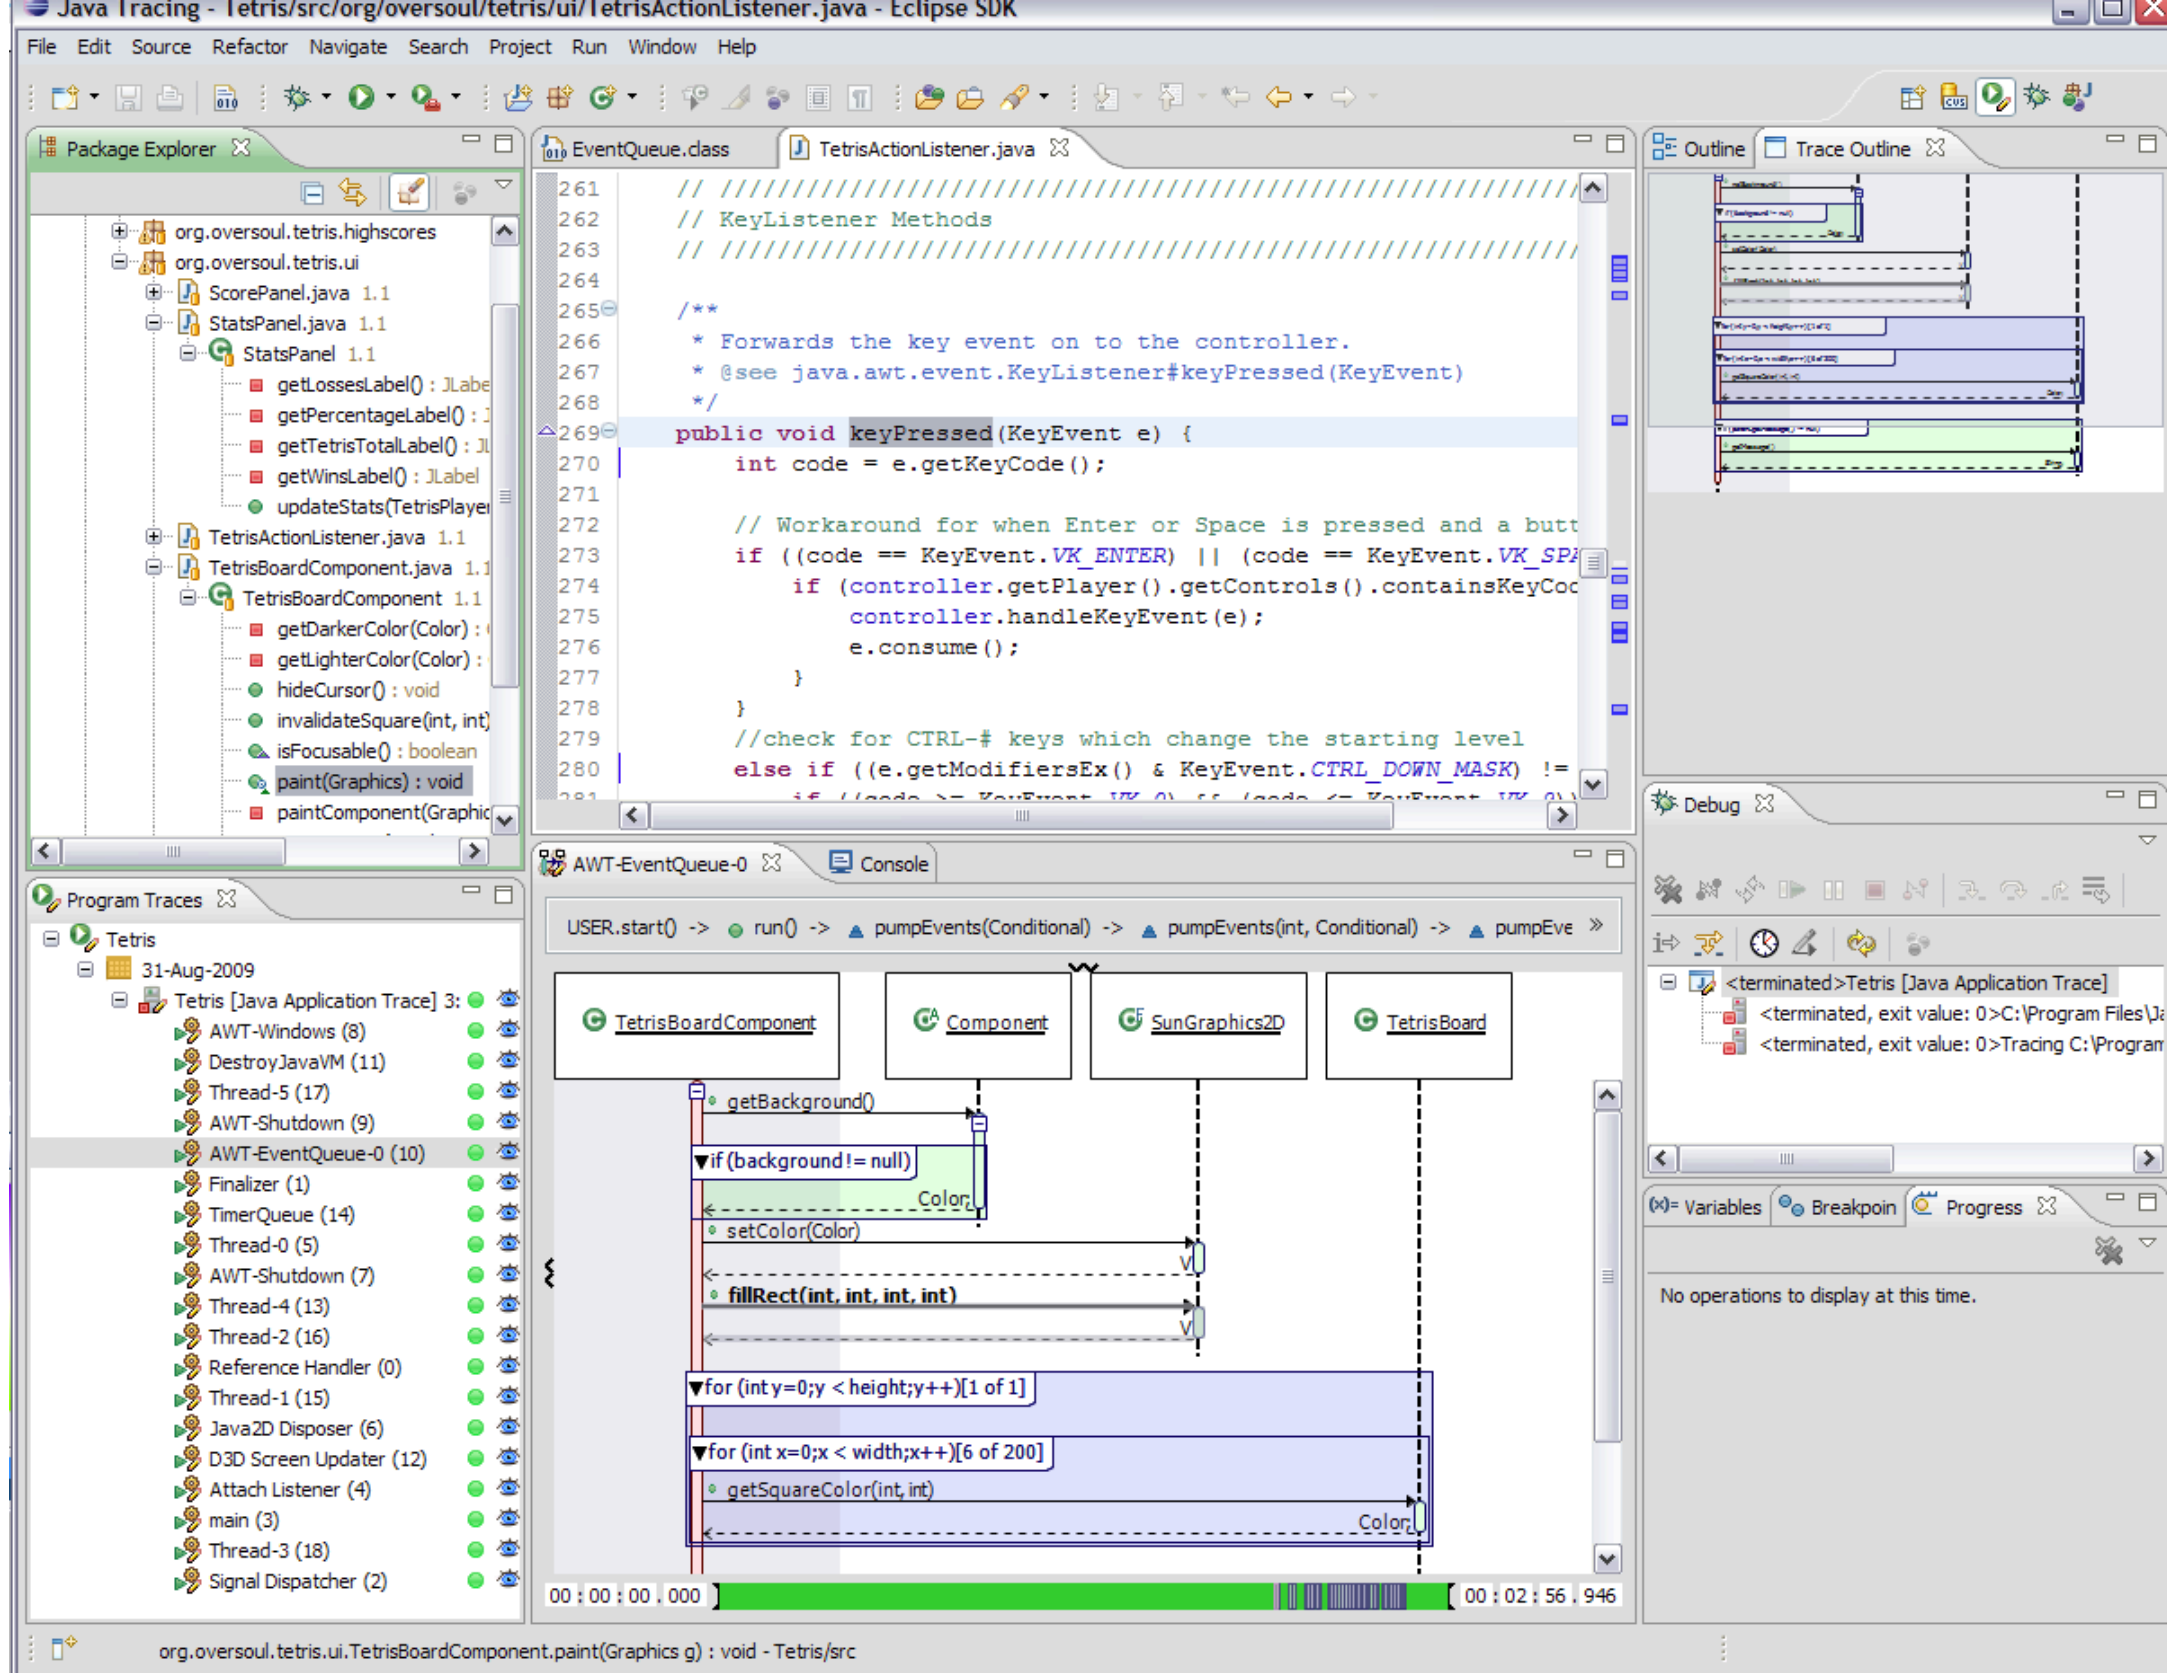 Java Tracing - Tetris/src/org/oversoul/tetris/ui/TetrisActionListener.java - Eclipse SDK
File Edit Source Refactor Navigate Search Project Run Window Help
Package Explorer
org.oversoul.tetris.highscores
org.oversoul.tetris.ui
ScorePanel.java 1.1
StatsPanel.java 1.1
StatsPanel 1.1
getLossesLabel() : JLabe
getPercentageLabel() : J
getTetrisTotalLabel() : JL
getWinsLabel() : JLabel
updateStats(TetrisPlayer
TetrisActionListener.java 1.1
TetrisBoardComponent.java 1.1
TetrisBoardComponent 1.1
getDarkerColor(Color) :
getLighterColor(Color) :
hideCursor() : void
invalidateSquare(int, int)
isFocusable() : boolean
paint(Graphics) : void
paintComponent(Graphic
Program Traces
Tetris
31-Aug-2009
Tetris [Java Application Trace] 3:
AWT-Windows (8)
DestroyJavaVM (11)
Thread-5 (17)
AWT-Shutdown (9)
AWT-EventQueue-0 (10)
Finalizer (1)
TimerQueue (14)
Thread-0 (5)
AWT-Shutdown (7)
Thread-4 (13)
Thread-2 (16)
Reference Handler (0)
Thread-1 (15)
Java2D Disposer (6)
D3D Screen Updater (12)
Attach Listener (4)
main (3)
Thread-3 (18)
Signal Dispatcher (2)
EventQueue.class TetrisActionListener.java
261 // ////////////////////////////////////////////////////////////
262 // KeyListener Methods
263 // ////////////////////////////////////////////////////////////
264
265 /**
266 * Forwards the key event on to the controller.
267 * @see java.awt.event.KeyListener#keyPressed(KeyEvent)
268 */
269 public void keyPressed(KeyEvent e) {
270 int code = e.getKeyCode();
271
272 // Workaround for when Enter or Space is pressed and a butt
273 if ((code == KeyEvent.VK_ENTER) || (code == KeyEvent.VK_SPA
274 if (controller.getPlayer().getControls().containsKeyCod
275 controller.handleKeyEvent(e);
276 e.consume();
277 }
278 }
279 //check for CTRL-# keys which change the starting level
280 else if ((e.getModifiersEx() & KeyEvent.CTRL_DOWN_MASK) !=
281 if ((code >= KeyEvent.VK_0) && (code <= KeyEvent.VK_9))
AWT-EventQueue-0 Console
USER.start() -> run() -> pumpEvents(Conditional) -> pumpEvents(int, Conditional) -> pumpEve »
TetrisBoardComponent Component SunGraphics2D TetrisBoard
getBackground()
if (background != null)
Color;
setColor(Color)
V
fillRect(int, int, int, int)
V
for (int y=0;y < height;y++)[1 of 1]
for (int x=0;x < width;x++)[6 of 200]
getSquareColor(int, int)
Color;
00:00:00.000 00:02:56.946
Outline Trace Outline
Debug
<terminated>Tetris [Java Application Trace]
<terminated, exit value: 0>C:\Program Files\Ja
<terminated, exit value: 0>Tracing C:\Program
(x)= Variables Breakpoin Progress
No operations to display at this time.
org.oversoul.tetris.ui.TetrisBoardComponent.paint(Graphics g) : void - Tetris/src